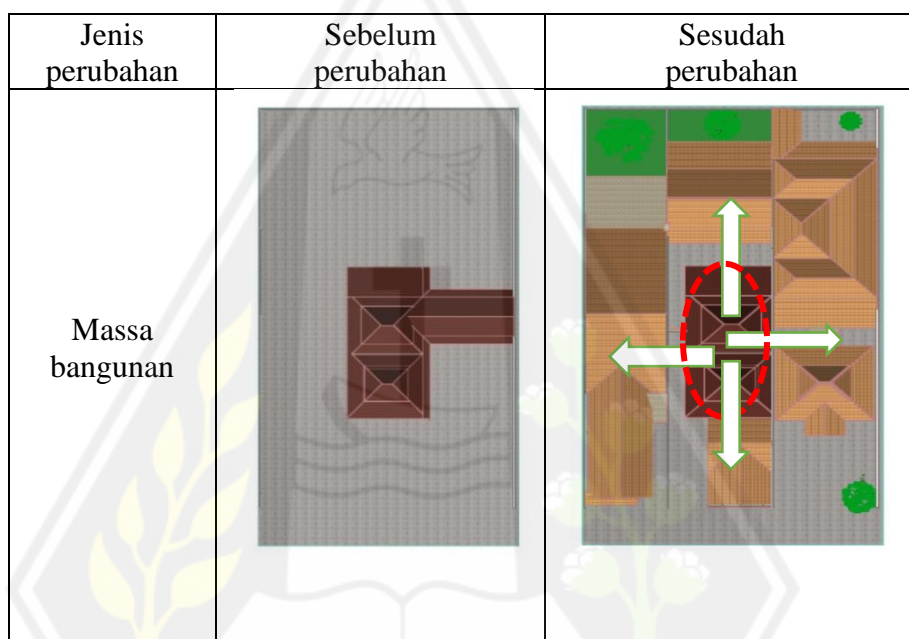 Jenis
perubahan
Sebelum
perubahan
Sesudah
perubahan
Massa
bangunan